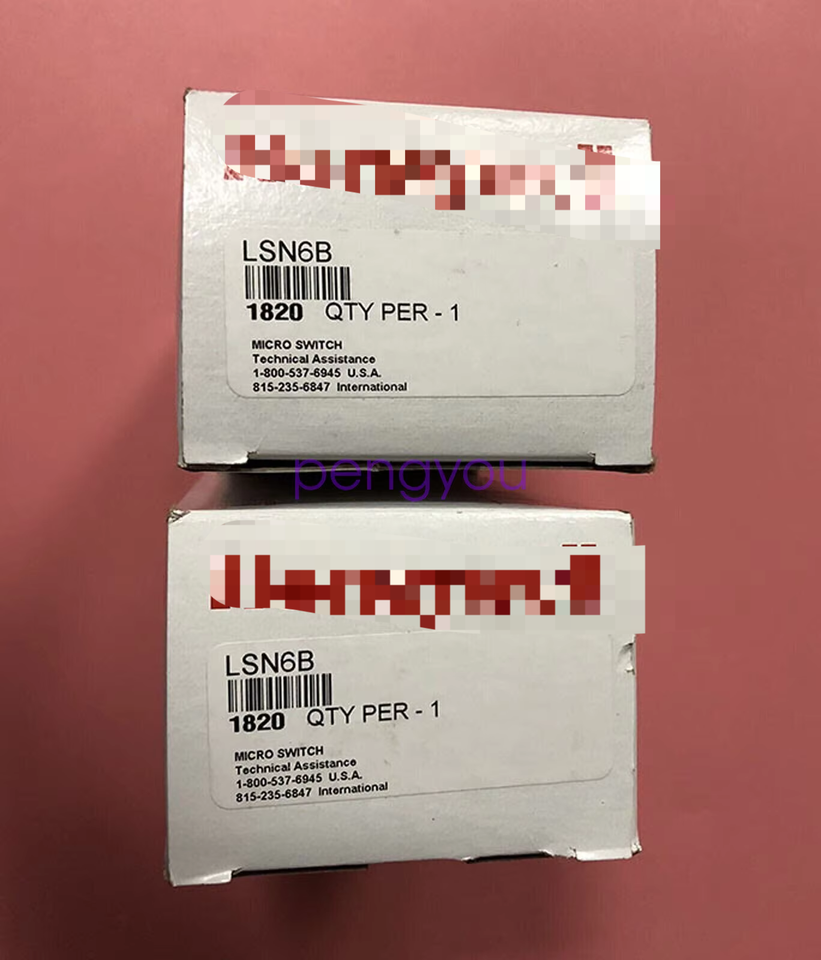 LSN6B
1820 QTY PER - 1
MICRO SWITCH
Technical Assistance
1-800-537-6945 U.S.A.
815-235-6847 International
pengyou
LSN6B
1820 QTY PER - 1
MICRO SWITCH
Technical Assistance
1-800-537-6945 U.S.A.
815-235-6847 International